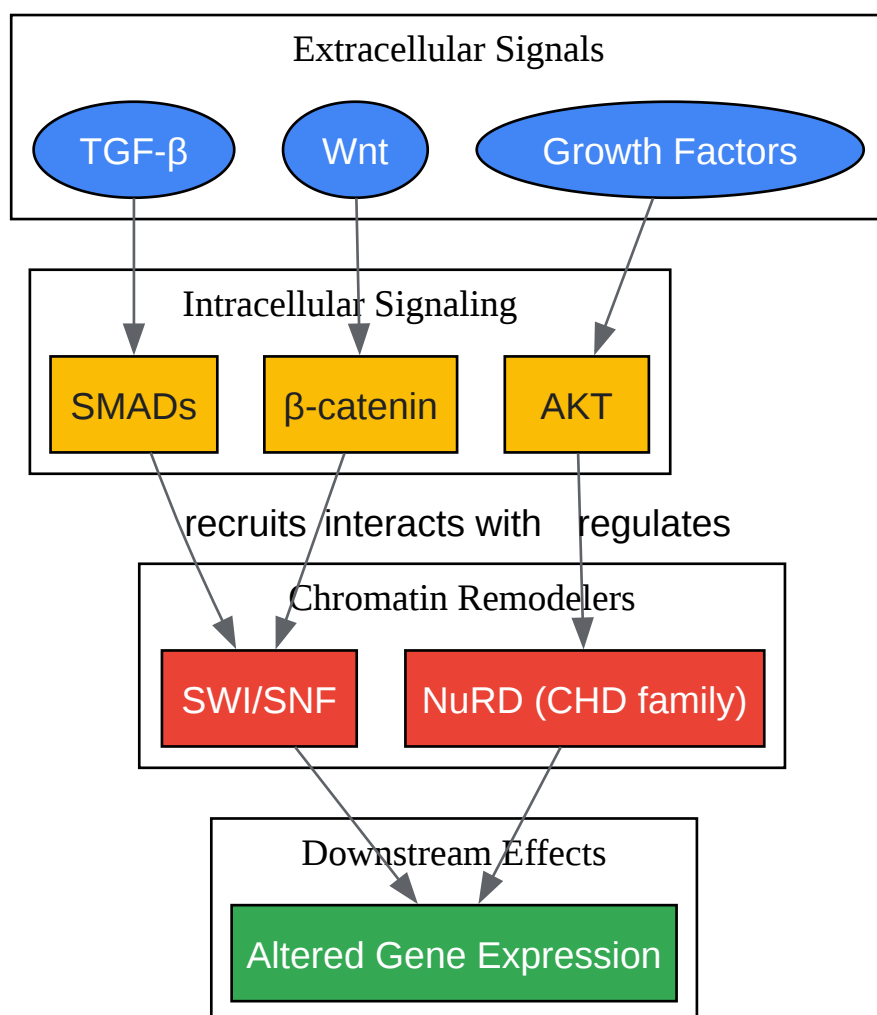 Extracellular Signals
TGF-β
Wnt
Growth Factors
Intracellular Signaling
SMADs
β-catenin
AKT
recruits
interacts with
regulates
Chromatin Remodelers
SWI/SNF
NuRD (CHD family)
Downstream Effects
Altered Gene Expression